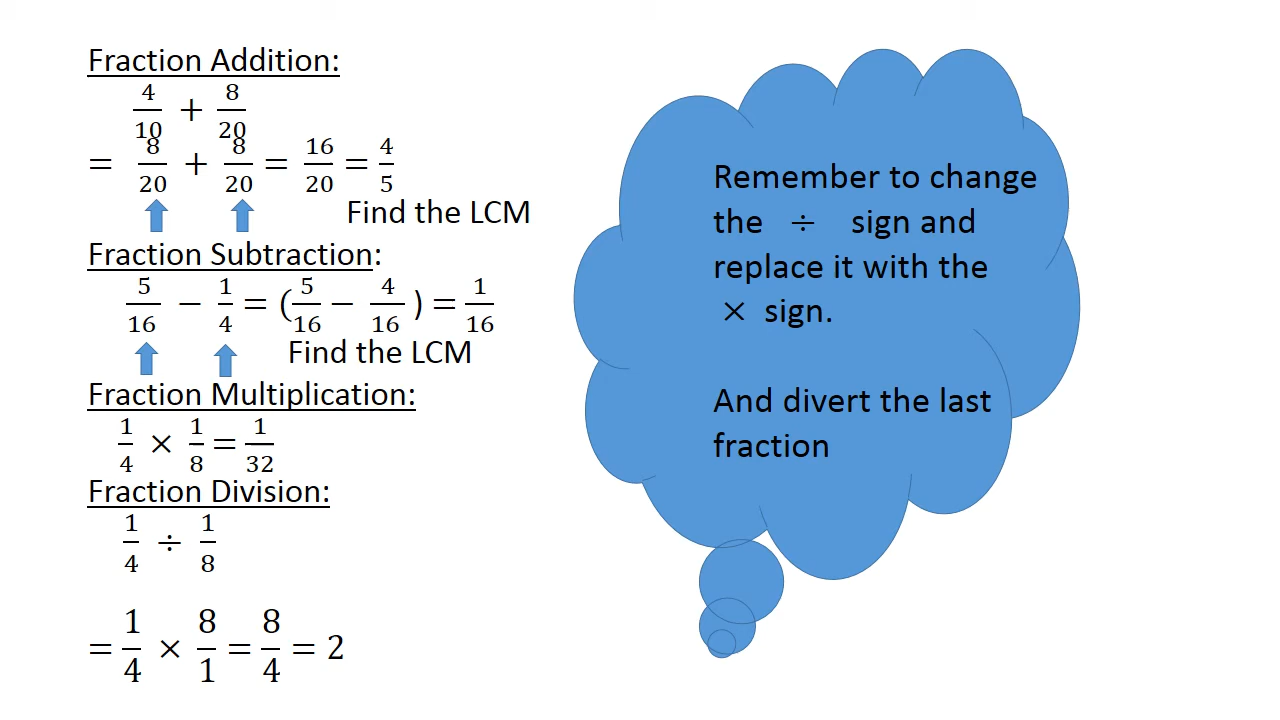 Fraction Addition:
4/10 + 8/20
= 8/20 + 8/20 = 16/20 = 4/5
Find the LCM
Fraction Subtraction:
5/16 − 1/4 = (5/16 − 4/16) = 1/16
Find the LCM
Fraction Multiplication:
1/4 × 1/8 = 1/32
Fraction Division:
1/4 ÷ 1/8
= 1/4 × 8/1 = 8/4 = 2
Remember to change
the ÷ sign and
replace it with the
× sign.
And divert the last
fraction